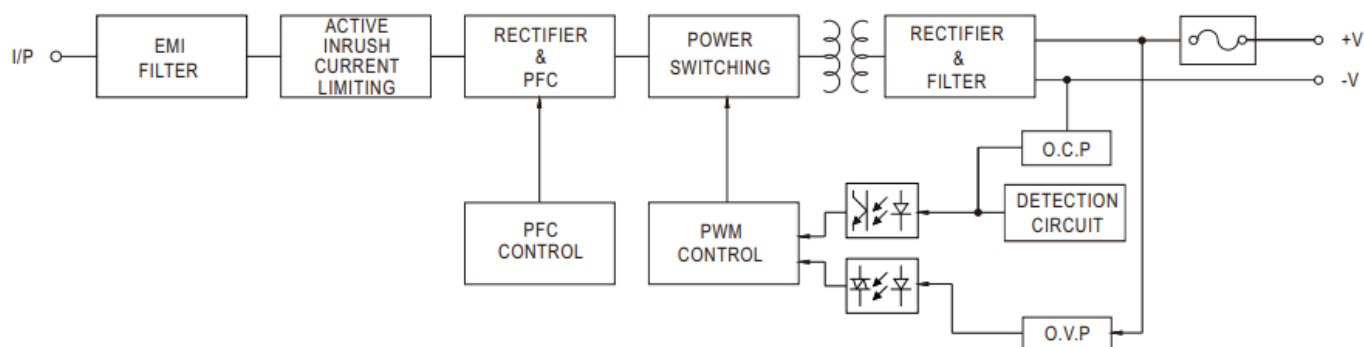 I/P
EMI
FILTER
ACTIVE
INRUSH
CURRENT
LIMITING
RECTIFIER
&
PFC
POWER
SWITCHING
RECTIFIER
&
FILTER
+V
-V
O.C.P
DETECTION
CIRCUIT
PFC
CONTROL
PWM
CONTROL
O.V.P